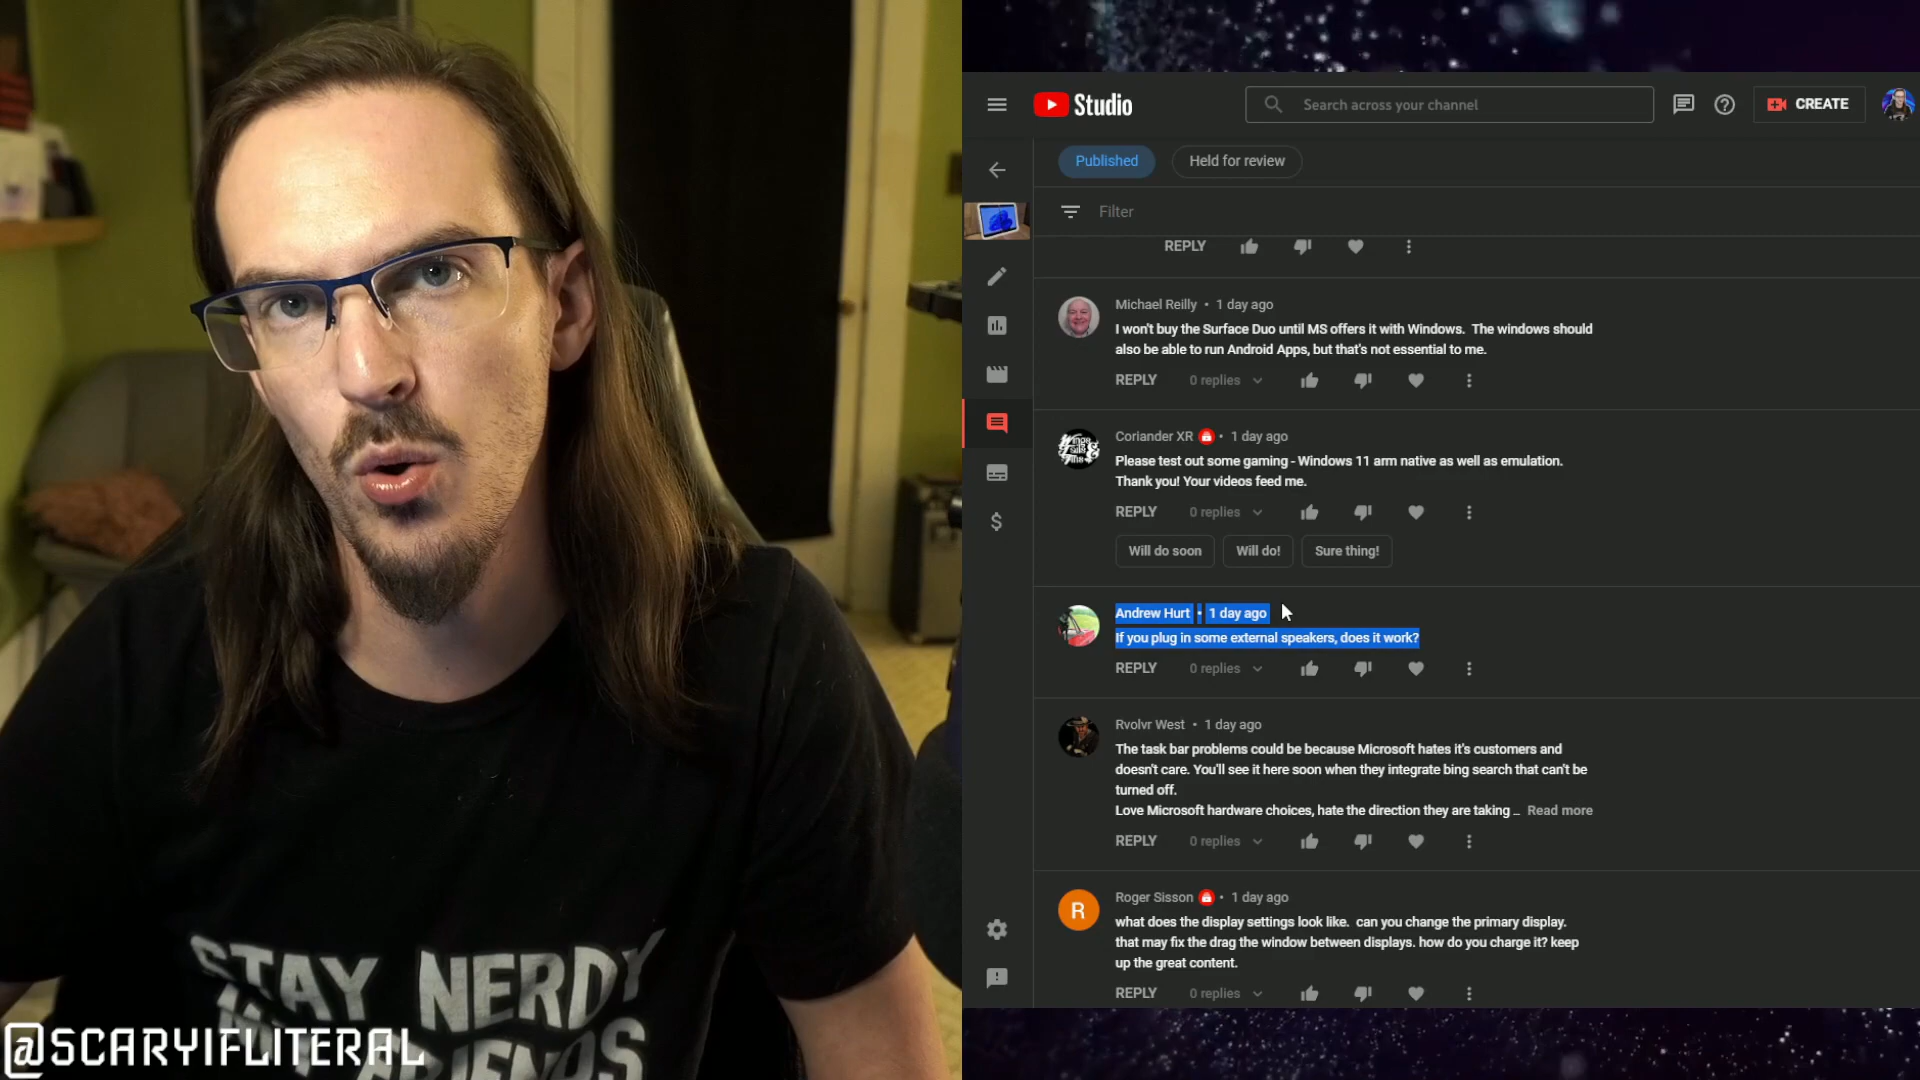 STAY NERDY
@SCARYIFLITERAL
Studio
Search across your channel
CREATE
Published
Held for review
Filter
REPLY
Michael Reilly • 1 day ago
I won't buy the Surface Duo until MS offers it with Windows.  The windows should
also be able to run Android Apps, but that's not essential to me.
REPLY 0 replies
Coriander XR • 1 day ago
Please test out some gaming - Windows 11 arm native as well as emulation.
Thank you! Your videos feed me.
REPLY 0 replies
Will do soon
Will do!
Sure thing!
Andrew Hurt • 1 day ago
If you plug in some external speakers, does it work?
REPLY 0 replies
Rvolvr West • 1 day ago
The task bar problems could be because Microsoft hates it's customers and
doesn't care. You'll see it here soon when they integrate bing search that can't be
turned off.
Love Microsoft hardware choices, hate the direction they are taking ... Read more
REPLY 0 replies
R
Roger Sisson • 1 day ago
what does the display settings look like.  can you change the primary display.
that may fix the drag the window between displays. how do you charge it? keep
up the great content.
REPLY 0 replies